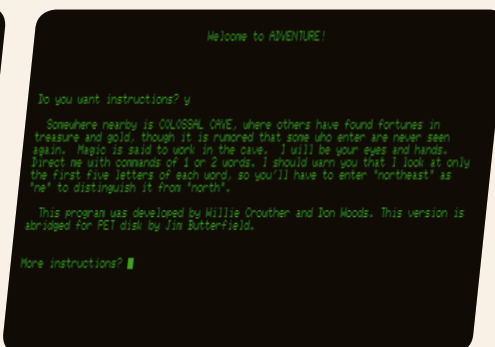 Welcome to ADVENTURE!
Do you want instructions? y
Somewhere nearby is COLOSSAL CAVE, where others have found fortunes in
treasure and gold, though it is rumored that some who enter are never seen
again. Magic is said to work in the cave. I will be your eyes and hands.
Direct me with commands of 1 or 2 words. I should warn you that I look at only
the first five letters of each word, so you'll have to enter "northeast" as
"ne" to distinguish it from "north".
This program was developed by Willie Crouther and Don Woods. This version is
abridged for PET disk by Jim Butterfield.
More instructions?